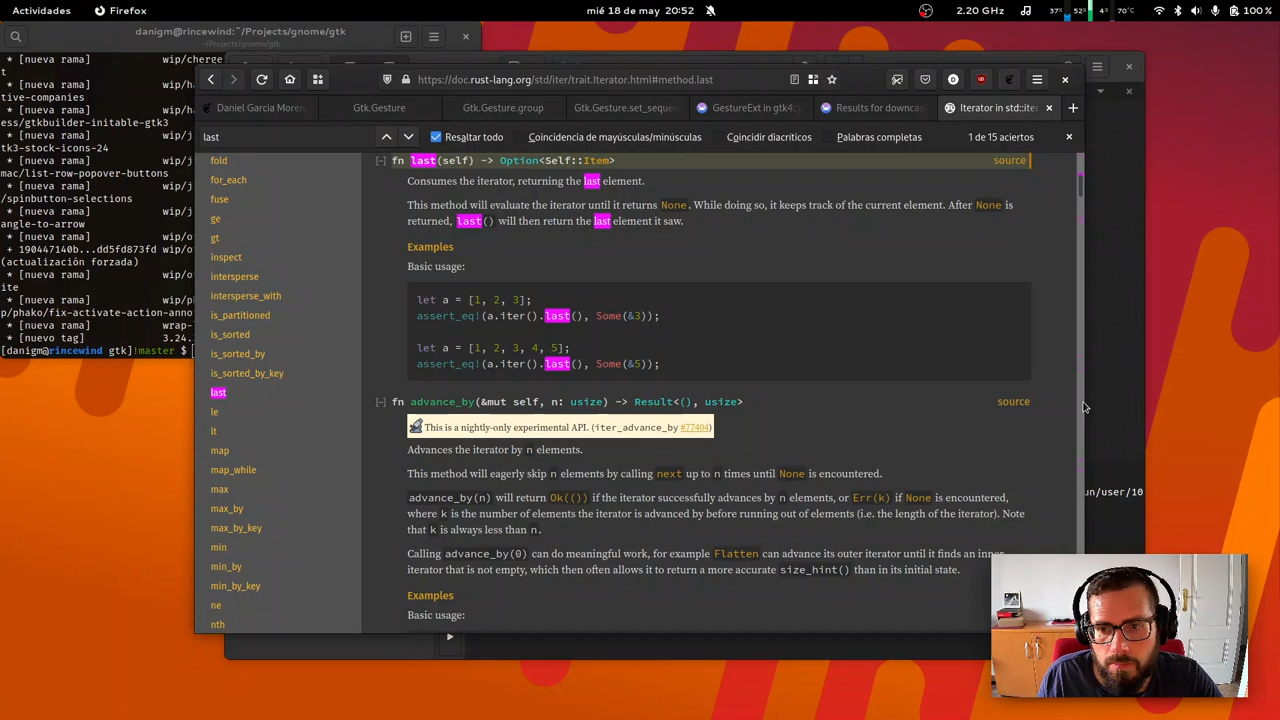 Actividades
Firefox
mié 18 de may 20:52
2.20 GHz
37%
52%
4%
70°C
100 %
danigm@rincewind:~/Projects/gnome/gtk
~/Projects/gnome/gtk
* [nueva rama] wip/cherge
t
* [nueva rama] wip/c
tive-companies
* [nueva rama] wip/e
ess/gtkbuilder-initable-gtk3
* [nueva rama] wip/j
tk3-stock-icons-24
* [nueva rama] wip/j
mac/list-row-popover-buttons
* [nueva rama] wip/j
/spinbutton-selections
* [nueva rama] wip/m
angle-to-arrow
+ 190447140b...dd5fd873fd
(actualización forzada)
* [nueva rama] wip/o
ite
* [nueva rama] wip/p
p/phako/fix-activate-action-anno
* [nueva rama] wrap-
* [nuevo tag] 3.24.
[danigm@rincewind gtk]!master $
https://doc.rust-lang.org/std/iter/trait.Iterator.html#method.last
Daniel Garcia Moren
Gtk.Gesture
Gtk.Gesture.group
Gtk.Gesture.set_sequen
GestureExt in gtk4
Results for downcas
Iterator in std::iter
last
Resaltar todo
Coincidencia de mayúsculas/minúsculas
Coincidir diacríticos
Palabras completas
1 de 15 aciertos
fold
for_each
fuse
ge
gt
inspect
intersperse
intersperse_with
is_partitioned
is_sorted
is_sorted_by
is_sorted_by_key
last
le
lt
map
map_while
max
max_by
max_by_key
min
min_by
min_by_key
ne
nth
[-] fn last(self) -> Option<Self::Item>
source
Consumes the iterator, returning the last element.
This method will evaluate the iterator until it returns None. While doing so, it keeps track of the current element. After None is
returned, last() will then return the last element it saw.
Examples
Basic usage:
let a = [1, 2, 3];
assert_eq!(a.iter().last(), Some(&3));
let a = [1, 2, 3, 4, 5];
assert_eq!(a.iter().last(), Some(&5));
[-] fn advance_by(&mut self, n: usize) -> Result<(), usize>
source
This is a nightly-only experimental API. (iter_advance_by #77404)
Advances the iterator by n elements.
This method will eagerly skip n elements by calling next up to n times until None is encountered.
advance_by(n) will return Ok(()) if the iterator successfully advances by n elements, or Err(k) if None is encountered,
where k is the number of elements the iterator is advanced by before running out of elements (i.e. the length of the iterator). Note
that k is always less than n.
Calling advance_by(0) can do meaningful work, for example Flatten can advance its outer iterator until it finds an inner
iterator that is not empty, which then often allows it to return a more accurate size_hint() than in its initial state.
Examples
Basic usage:
un/user/10